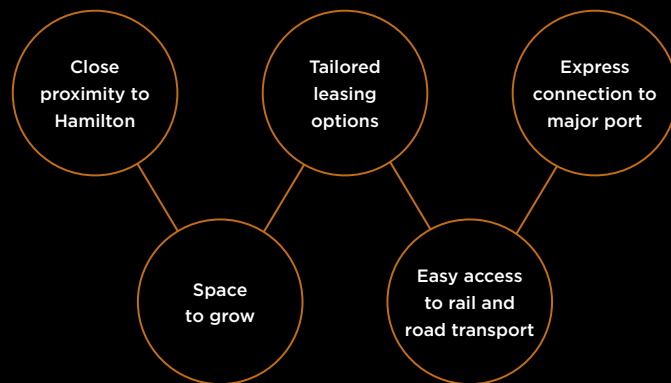 Close
proximity to
Hamilton
Tailored
leasing
options
Express
connection to
major port
Space
to grow
Easy access
to rail and
road transport